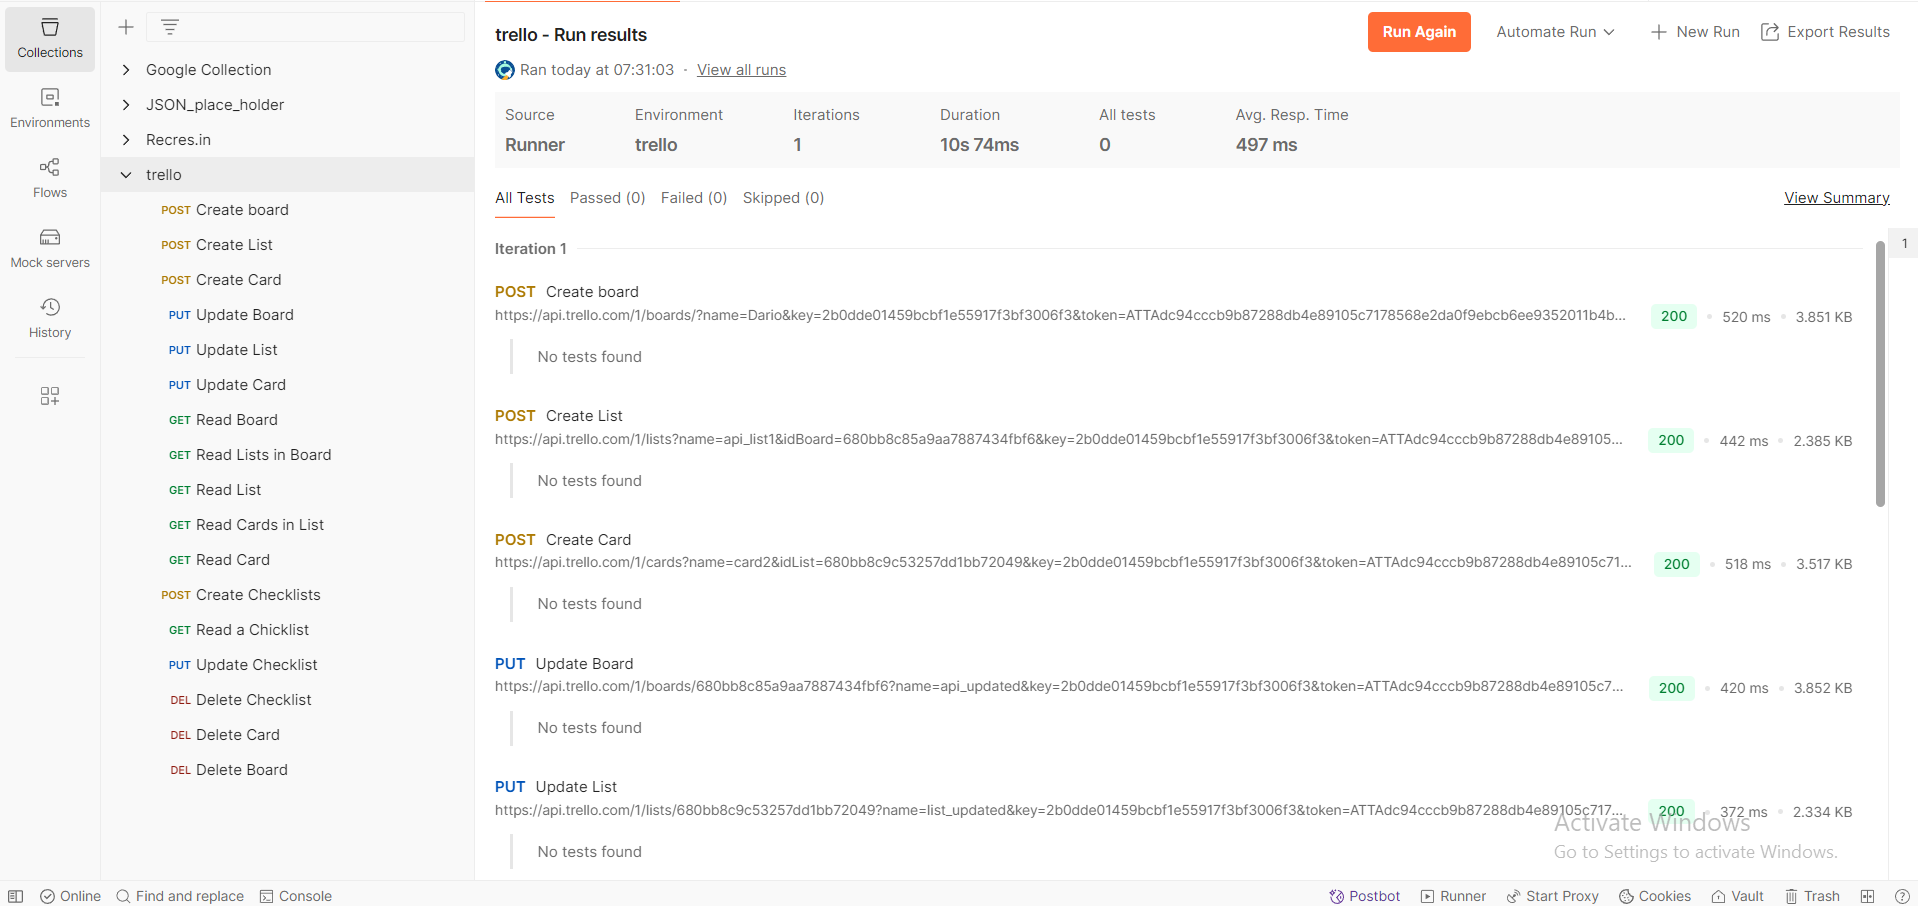 Collections
Environments
Flows
Mock servers
History
Google Collection
JSON_place_holder
Recres.in
trello
POST Create board
POST Create List
POST Create Card
PUT Update Board
PUT Update List
PUT Update Card
GET Read Board
GET Read Lists in Board
GET Read List
GET Read Cards in List
GET Read Card
POST Create Checklists
GET Read a Chicklist
PUT Update Checklist
DEL Delete Checklist
DEL Delete Card
DEL Delete Board
trello - Run results
Run Again Automate Run New Run Export Results
Ran today at 07:31:03 · View all runs
Source Environment Iterations Duration All tests Avg. Resp. Time
Runner trello 1 10s 74ms 0 497 ms
All Tests Passed (0) Failed (0) Skipped (0) View Summary
Iteration 1
1
POST Create board
https://api.trello.com/1/boards/?name=Dario&key=2b0dde01459bcbf1e55917f3bf3006f3&token=ATTAdc94cccb9b87288db4e89105c7178568e2da0f9ebcb6ee9352011b4b... 200 520 ms 3.851 KB
No tests found
POST Create List
https://api.trello.com/1/lists?name=api_list1&idBoard=680bb8c85a9aa7887434fbf6&key=2b0dde01459bcbf1e55917f3bf3006f3&token=ATTAdc94cccb9b87288db4e89105... 200 442 ms 2.385 KB
No tests found
POST Create Card
https://api.trello.com/1/cards?name=card2&idList=680bb8c9c53257dd1bb72049&key=2b0dde01459bcbf1e55917f3bf3006f3&token=ATTAdc94cccb9b87288db4e89105c71... 200 518 ms 3.517 KB
No tests found
PUT Update Board
https://api.trello.com/1/boards/680bb8c85a9aa7887434fbf6?name=api_updated&key=2b0dde01459bcbf1e55917f3bf3006f3&token=ATTAdc94cccb9b87288db4e89105c7... 200 420 ms 3.852 KB
No tests found
PUT Update List
https://api.trello.com/1/lists/680bb8c9c53257dd1bb72049?name=list_updated&key=2b0dde01459bcbf1e55917f3bf3006f3&token=ATTAdc94cccb9b87288db4e89105c717... 200 372 ms 2.334 KB
No tests found
Activate Windows
Go to Settings to activate Windows.
Online Find and replace Console Postbot Runner Start Proxy Cookies Vault Trash